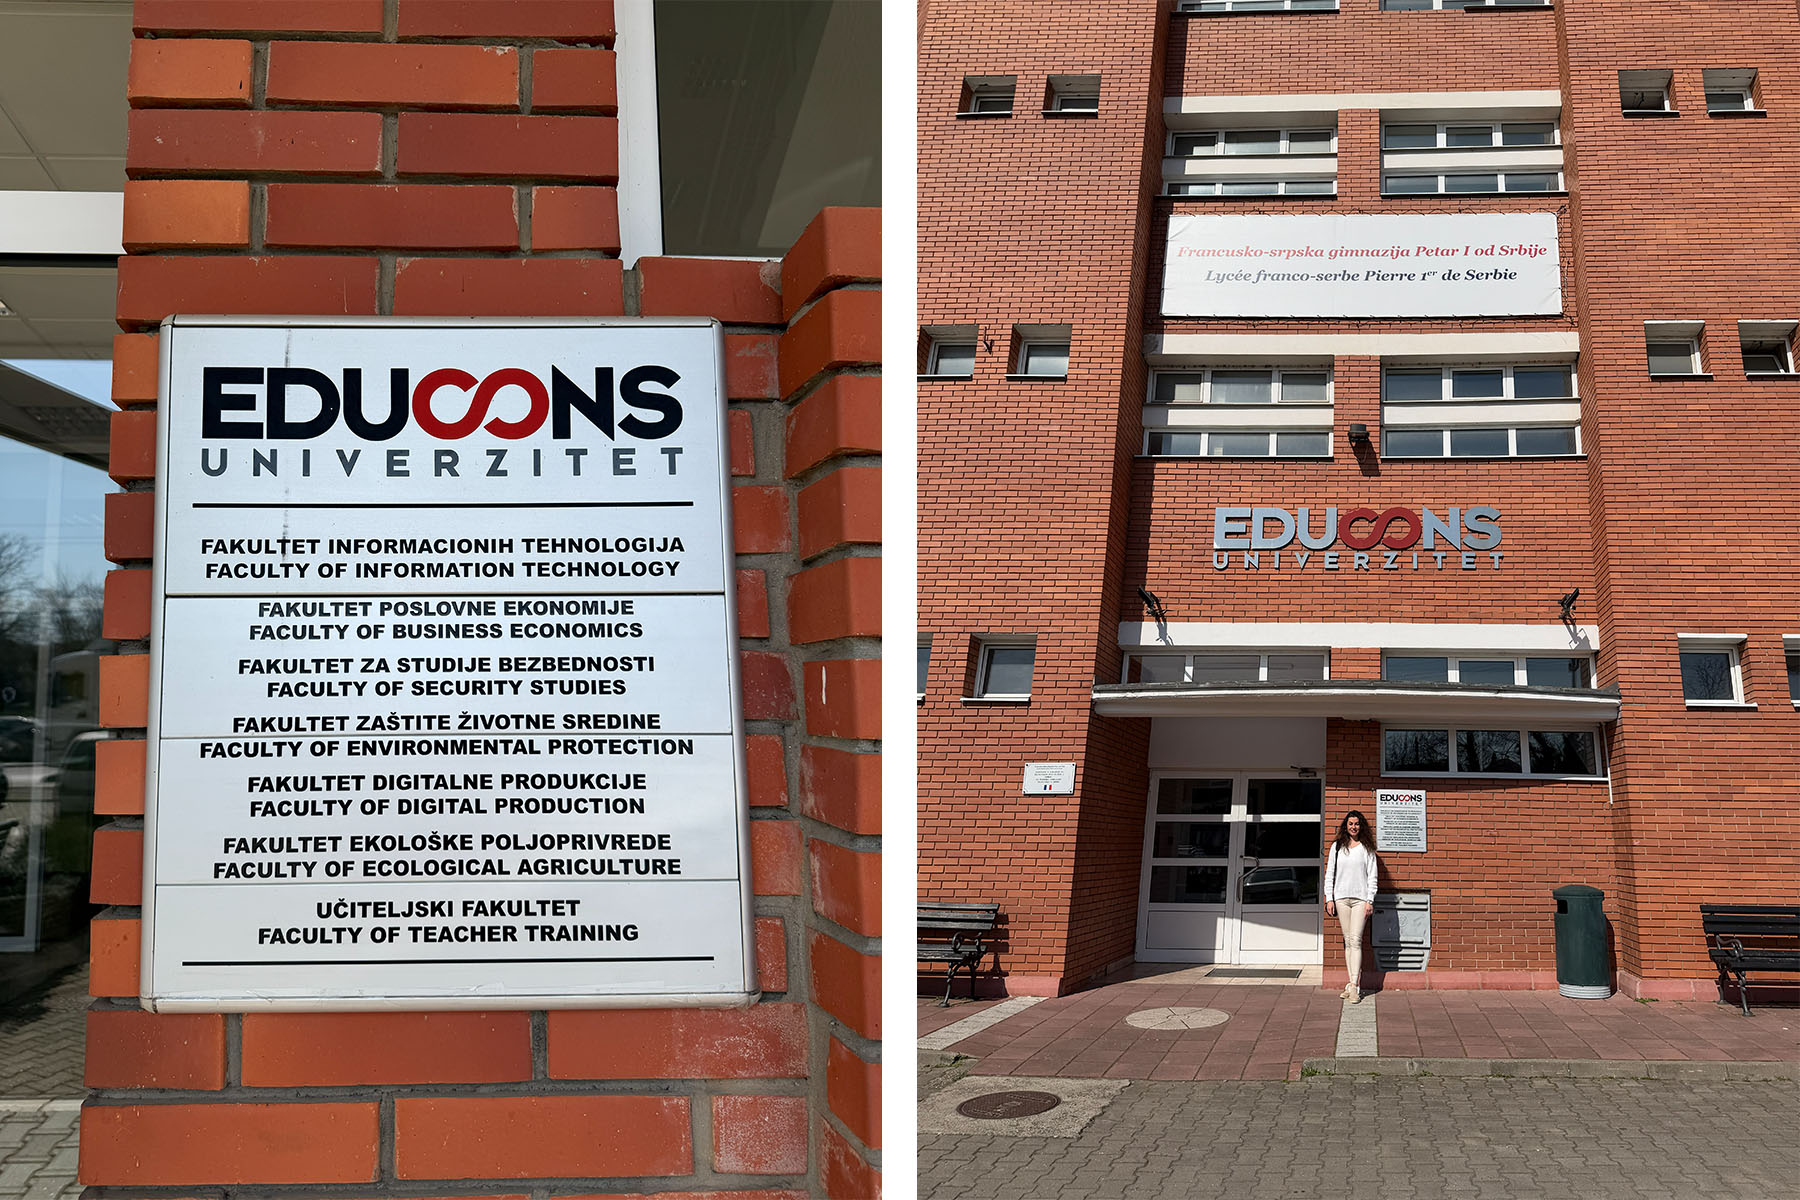 EDUCONS
UNIVERZITET
FAKULTET INFORMACIONIH TEHNOLOGIJA
FACULTY OF INFORMATION TECHNOLOGY
FAKULTET POSLOVNE EKONOMIJE
FACULTY OF BUSINESS ECONOMICS
FAKULTET ZA STUDIJE BEZBEDNOSTI
FACULTY OF SECURITY STUDIES
FAKULTET ZAŠTITE ŽIVOTNE SREDINE
FACULTY OF ENVIRONMENTAL PROTECTION
FAKULTET DIGITALNE PRODUKCIJE
FACULTY OF DIGITAL PRODUCTION
FAKULTET EKOLOŠKE POLJOPRIVREDE
FACULTY OF ECOLOGICAL AGRICULTURE
UČITELJSKI FAKULTET
FACULTY OF TEACHER TRAINING
Francusko-srpska gimnazija Petar I od Srbije
Lycée franco-serbe Pierre 1er de Serbie
EDUCONS
UNIVERZITET
EDUCONS
UNIVERZITET